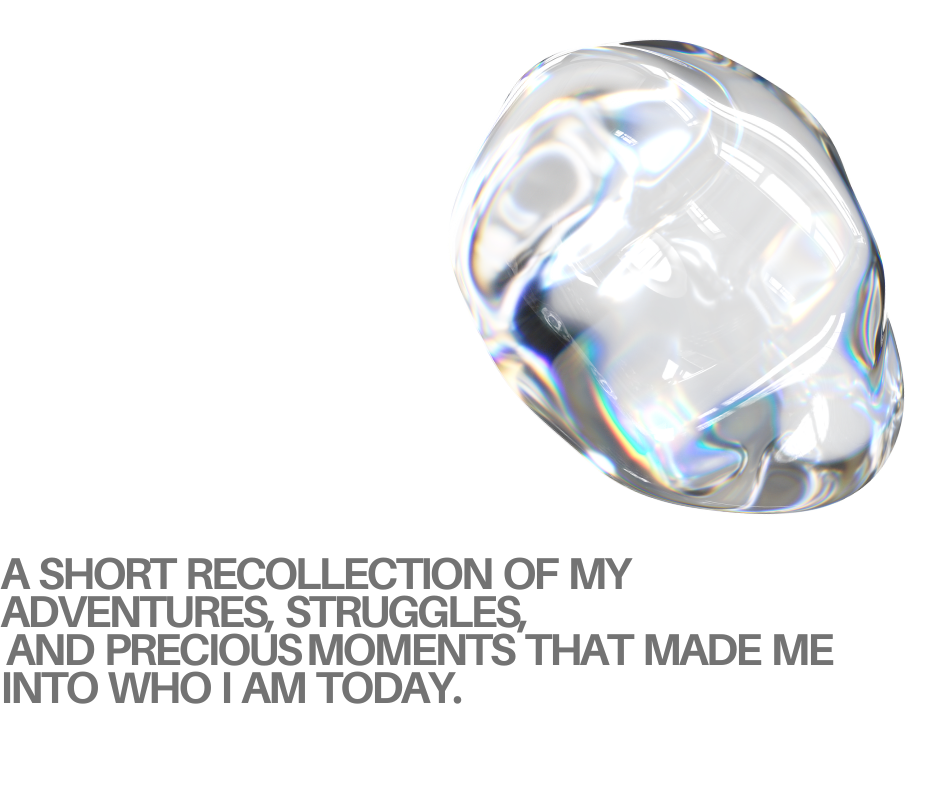 A SHORT RECOLLECTION OF MY
ADVENTURES, STRUGGLES,
AND PRECIOUS MOMENTS THAT MADE ME
INTO WHO I AM TODAY.